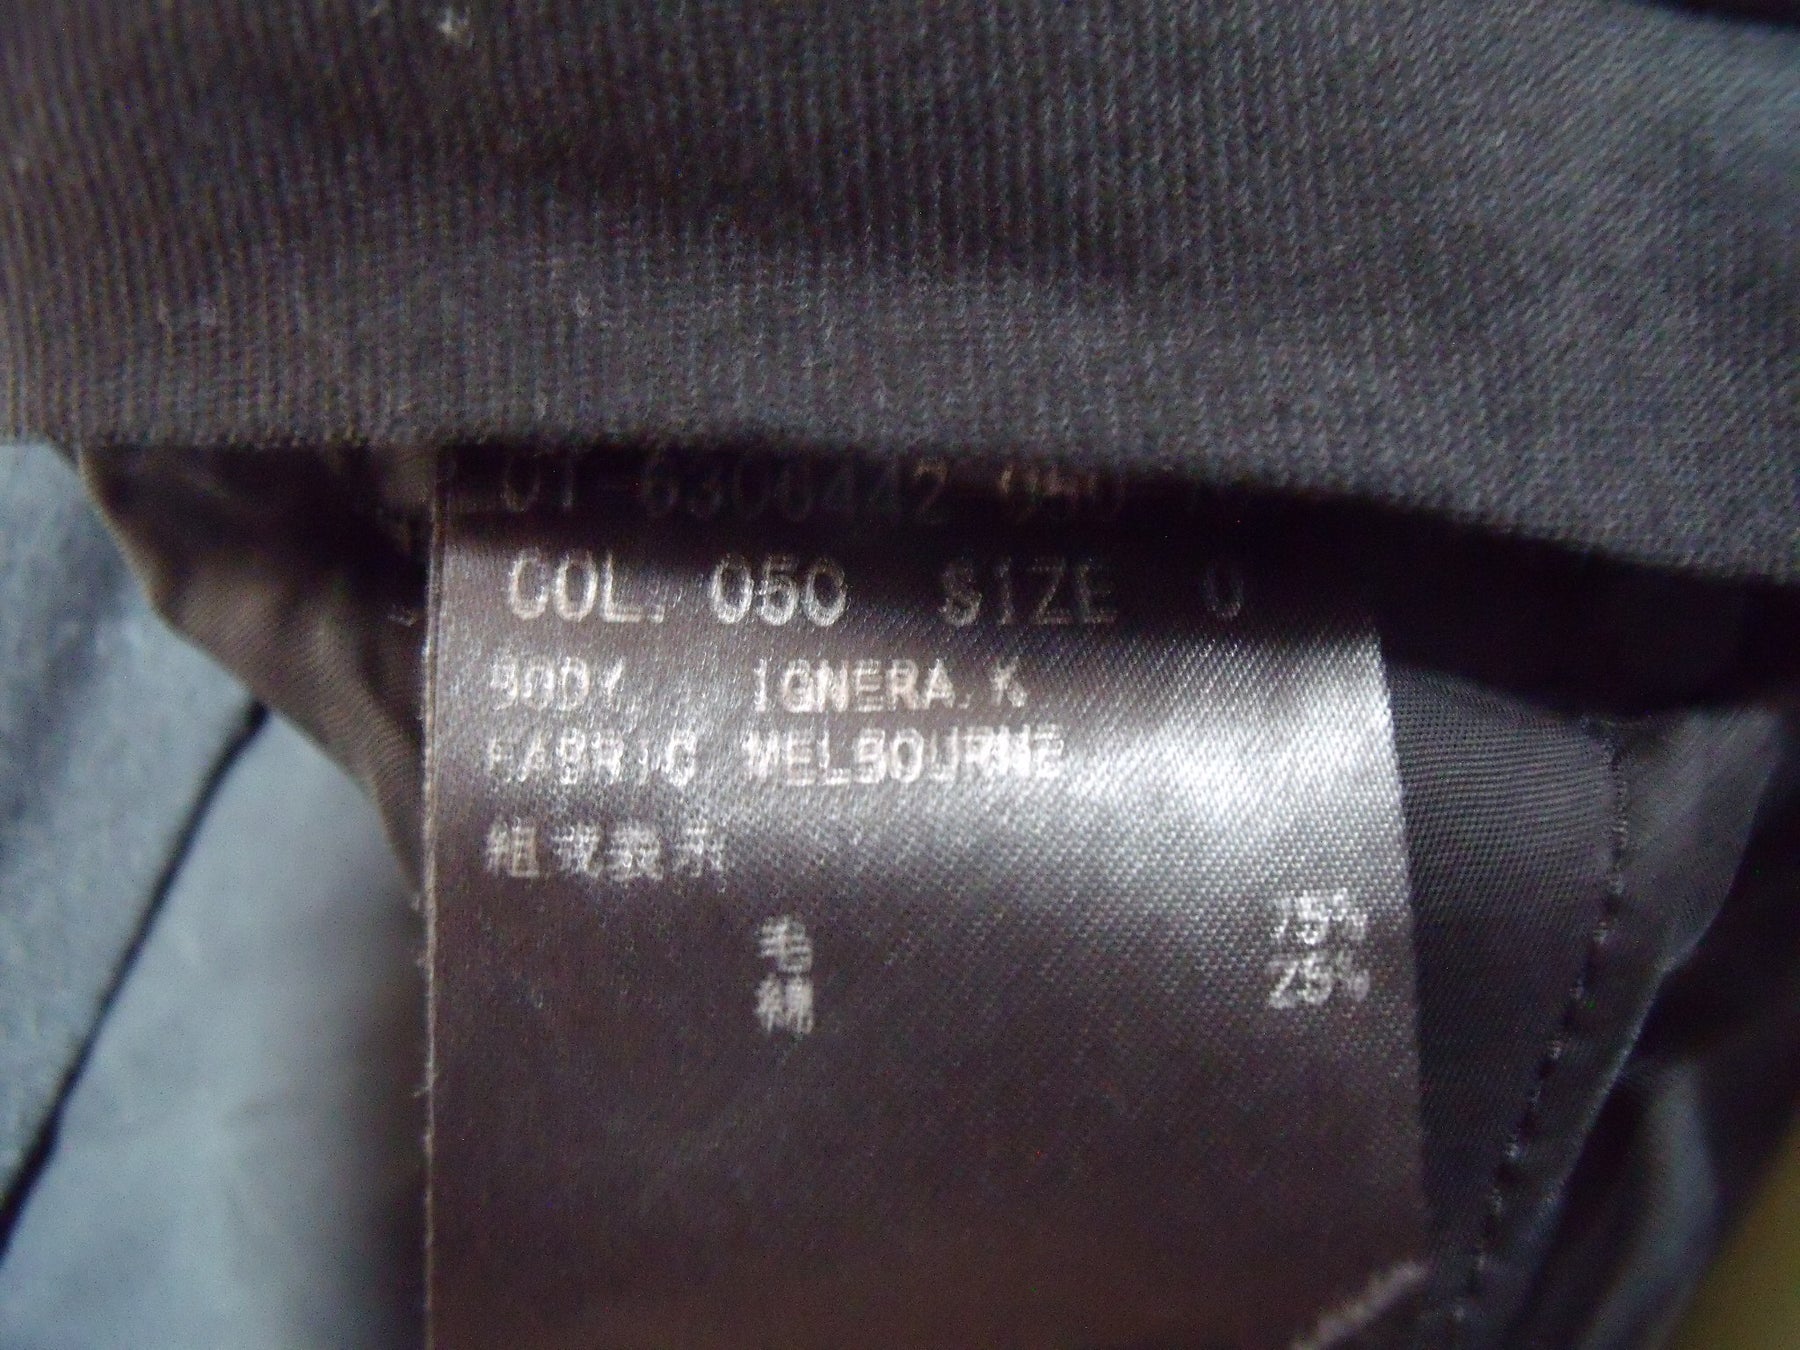 COL. 050 SIZE 0
BODY. IGNERA.K
FABRIC MELBOURNE
組成表示
毛 75%
綿 25%